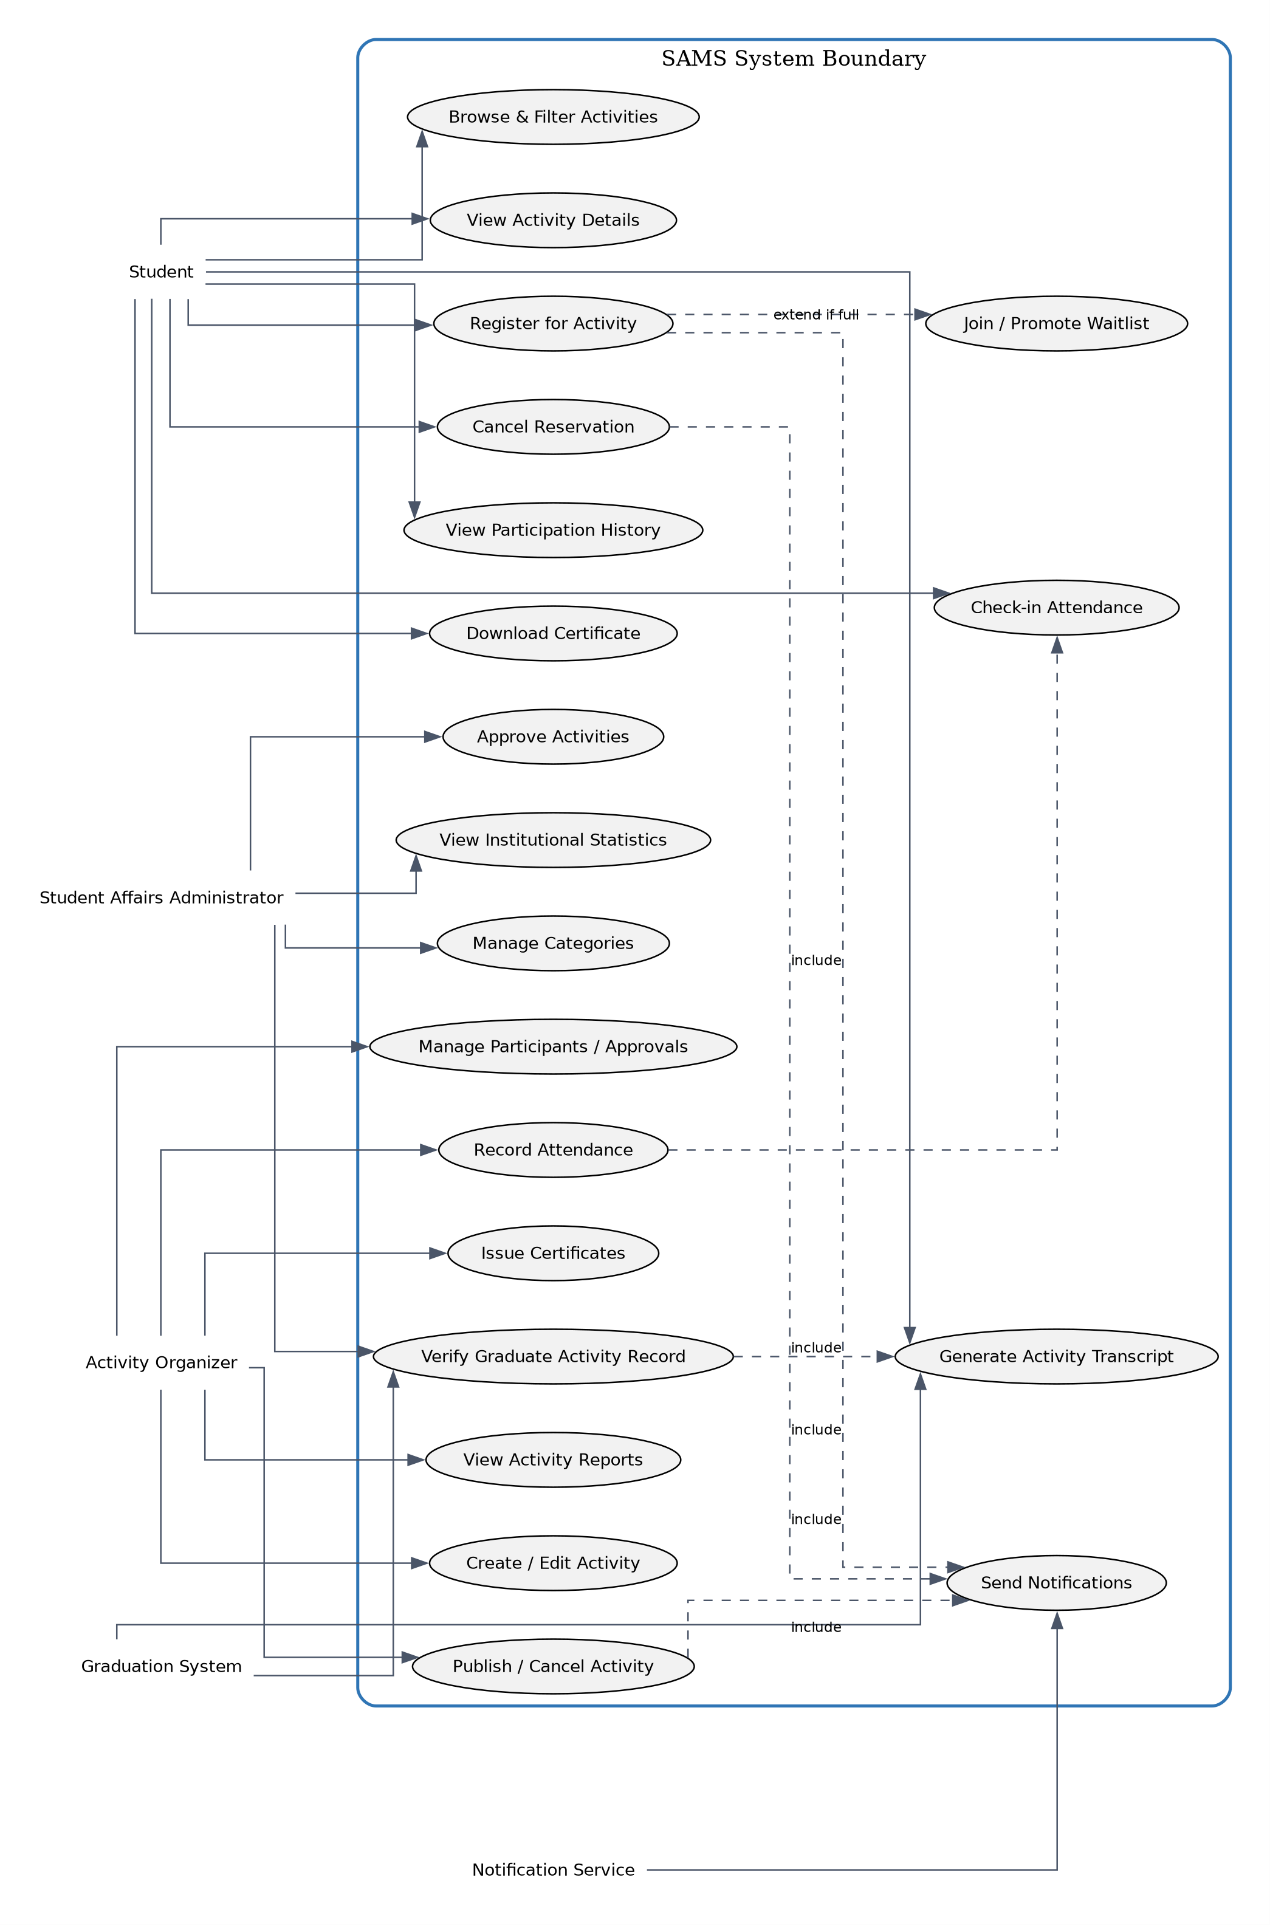 SAMS System Boundary
Browse & Filter Activities
View Activity Details
Student
Register for Activity
extend if full
Join / Promote Waitlist
Cancel Reservation
View Participation History
Check-in Attendance
Download Certificate
Approve Activities
View Institutional Statistics
Student Affairs Administrator
Manage Categories
include
Manage Participants / Approvals
Record Attendance
Issue Certificates
Activity Organizer
Verify Graduate Activity Record
include
Generate Activity Transcript
include
View Activity Reports
include
Create / Edit Activity
Send Notifications
include
Graduation System
Publish / Cancel Activity
Notification Service